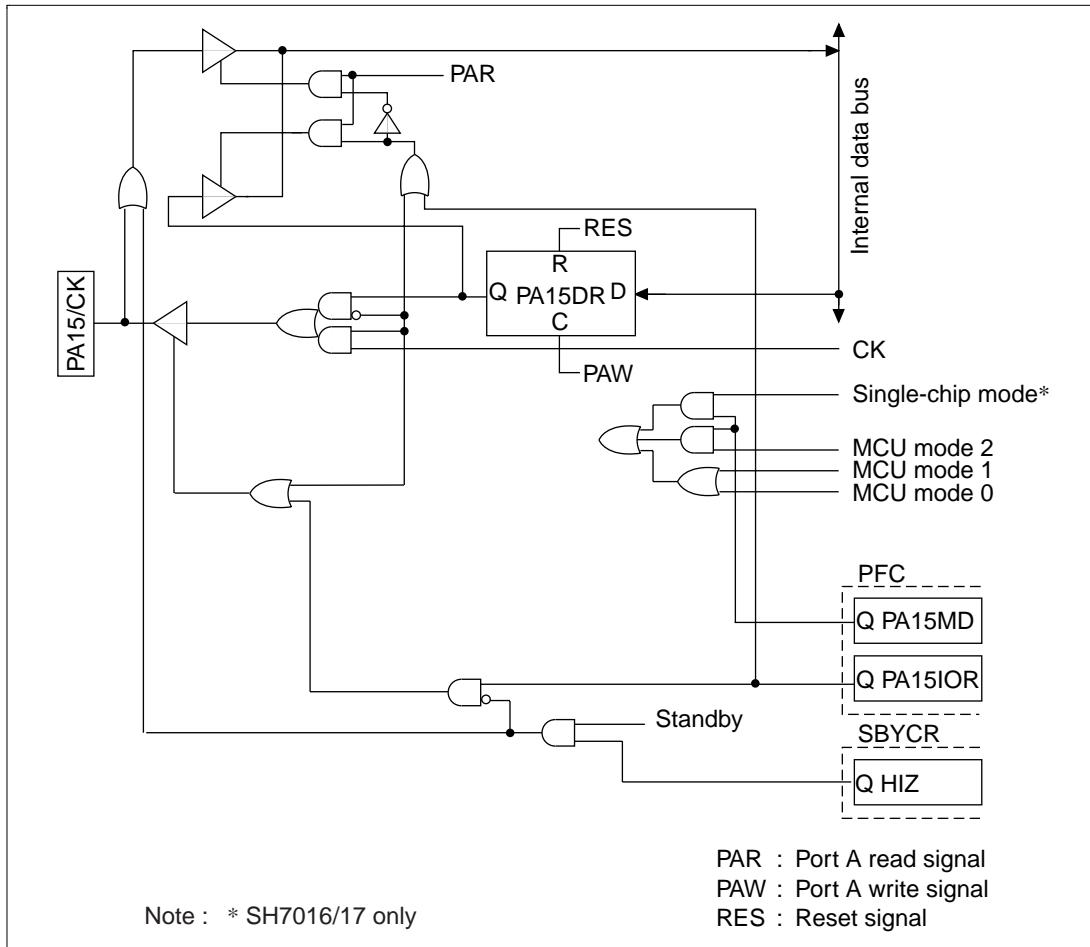 PAR
Internal data bus
RES
R
Q PA15DR D
C
PA15/CK
PAW
CK
Single-chip mode*
MCU mode 2
MCU mode 1
MCU mode 0
PFC
Q PA15MD
Q PA15IOR
Standby
SBYCR
Q HIZ
PAR : Port A read signal
PAW : Port A write signal
RES : Reset signal
Note : * SH7016/17 only